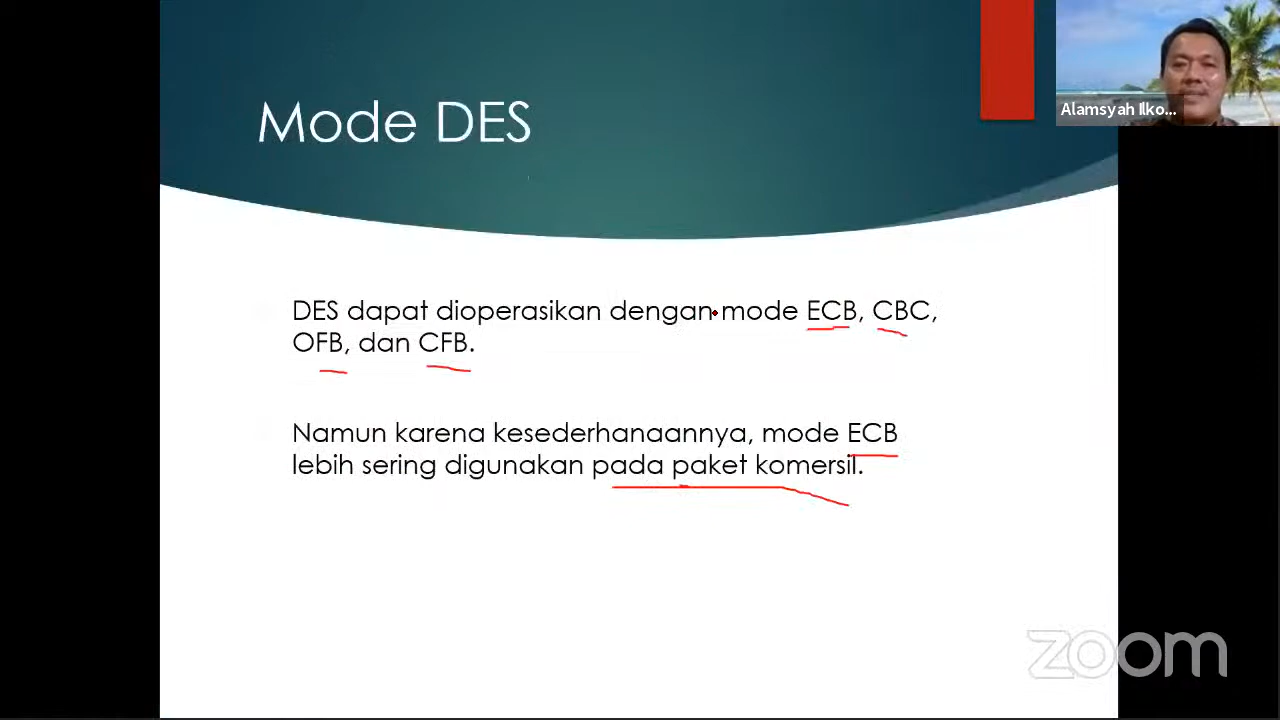 Alamsyah Ilko...
Mode DES
DES dapat dioperasikan dengan mode ECB, CBC,
OFB, dan CFB.
Namun karena kesederhanaannya, mode ECB
lebih sering digunakan pada paket komersil.
zoom